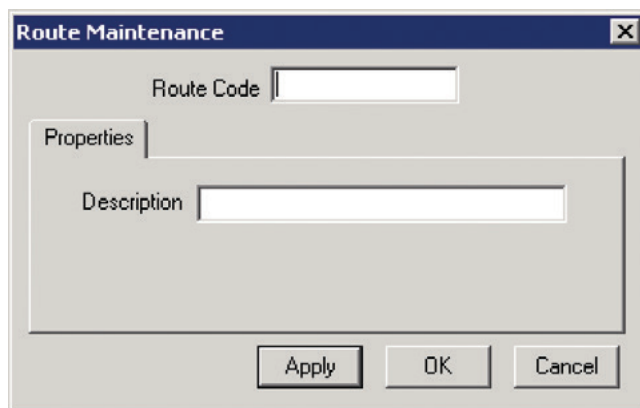 Route Maintenance
Route Code
Properties
Description
Apply OK Cancel